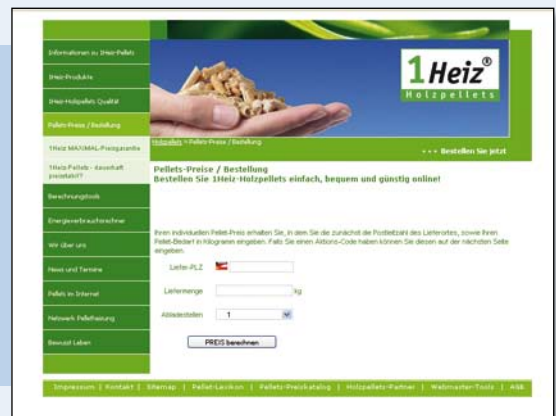 Informationen zu 1Heiz-Pellets
1Heiz-Produkte
1Heiz-Holzpellets Qualität
Pellets-Preise / Bestellung
1Heiz MAXIMAL-Preisgarantie
1Heiz-Pellets - dauerhaft
preisstabil??
Berechnungstools
Energieverbrauchsrechner
Wir über uns
News und Termine
Pellets im Internet
Netzwerk Pelletheizung
Bewusst Leben
1Heiz®
Holzpellets
Holzpellets > Pellets-Preise / Bestellung
+++ Bestellen Sie jetzt
Pellets-Preise / Bestellung
Bestellen Sie 1Heiz-Holzpellets einfach, bequem und günstig online!
Ihren individuellen Pellet-Preis erhalten Sie, in dem Sie die zunächst die Postleitzahl des Lieferortes, sowie Ihren
Pellet-Bedarf in Kilogramm eingeben. Falls Sie einen Aktions-Code haben können Sie diesen auf der nächsten Seite
eingeben.
Liefer-PLZ
Liefermenge kg
Abladestellen 1
PREIS berechnen
Impressum | Kontakt | Sitemap | Pellet-Lexikon | Pellets-Preiskatalog | Holzpellets-Partner | Webmaster-Tools | AGB